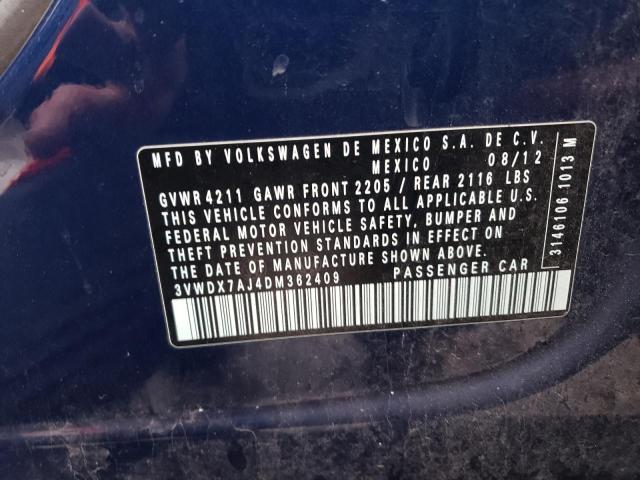 MFD BY VOLKSWAGEN DE MEXICO S.A. DE C.V.
MEXICO 08/12
GVWR 4211 GAWR FRONT 2205 / REAR 2116 LBS
THIS VEHICLE CONFORMS TO ALL APPLICABLE U.S.
FEDERAL MOTOR VEHICLE SAFETY, BUMPER AND
THEFT PREVENTION STANDARDS IN EFFECT ON
THE DATE OF MANUFACTURE SHOWN ABOVE.
3VWDX7AJ4DM362409 PASSENGER CAR
3146106 1013 M